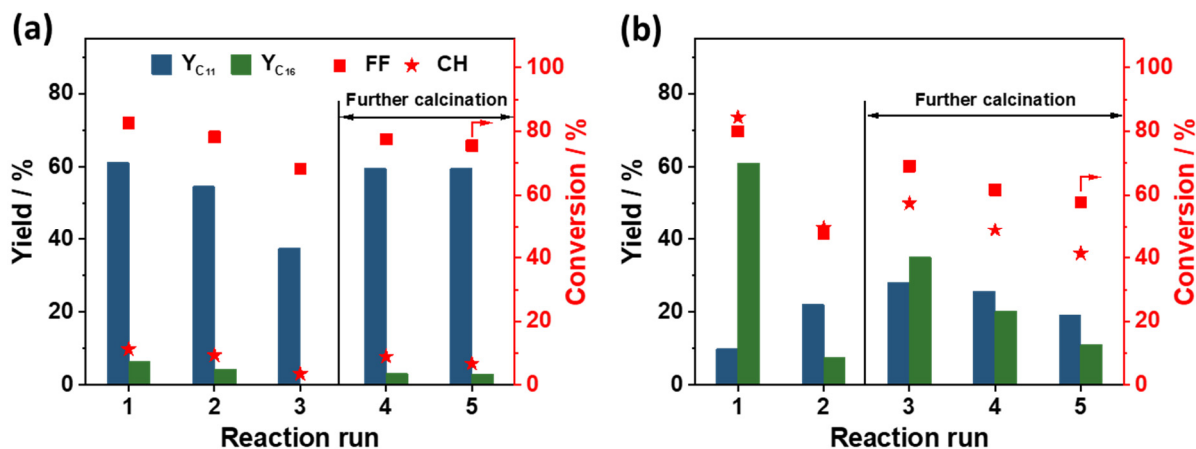 (a)
Y C11 Y C16 FF CH
Further calcination
Yield / %
80
60
40
20
0
100
80
60
40
20
0
Conversion / %
1 2 3 4 5
Reaction run
(b)
Further calcination
Yield / %
80
60
40
20
0
100
80
60
40
20
0
Conversion / %
1 2 3 4 5
Reaction run